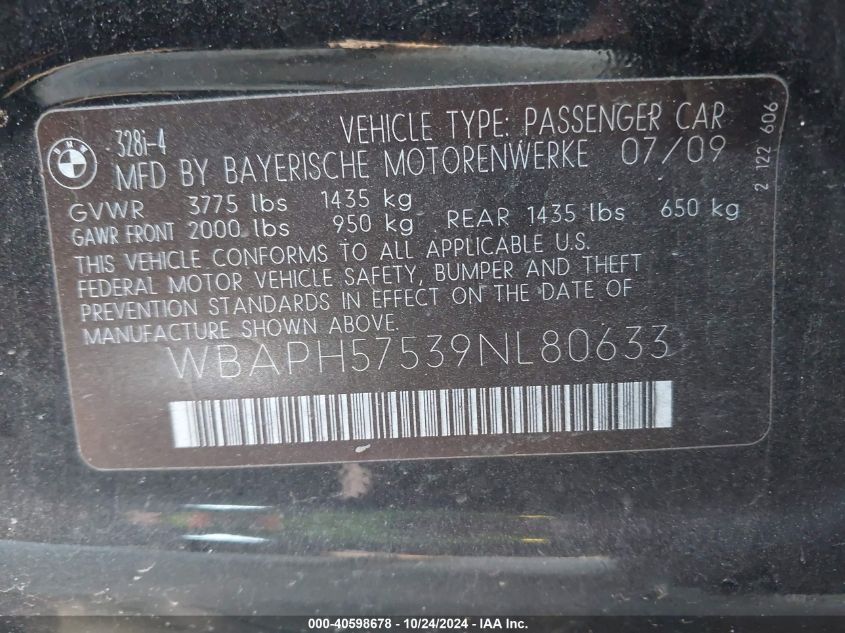 BMW
328i-4
VEHICLE TYPE: PASSENGER CAR
MFD BY BAYERISCHE MOTORENWERKE 07/09
GVWR 3775 lbs 1435 kg
GAWR FRONT 2000 lbs 950 kg REAR 1435 lbs 650 kg
THIS VEHICLE CONFORMS TO ALL APPLICABLE U.S.
FEDERAL MOTOR VEHICLE SAFETY, BUMPER AND THEFT
PREVENTION STANDARDS IN EFFECT ON THE DATE OF
MANUFACTURE SHOWN ABOVE.
WBAPH57539NL80633
2 122 606
000-40598678 - 10/24/2024 - IAA Inc.